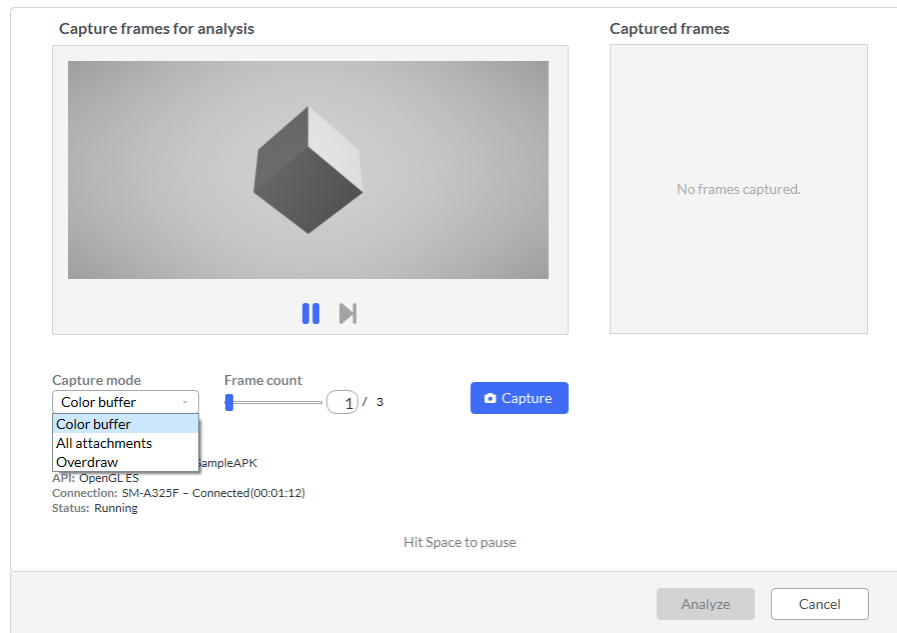 Capture frames for analysis
Captured frames
No frames captured.
Capture mode
Frame count
Color buffer
1 / 3
Capture
Color buffer
All attachments
Overdraw
SampleAPK
API: OpenGL ES
Connection: SM-A325F – Connected(00:01:12)
Status: Running
Hit Space to pause
Analyze
Cancel